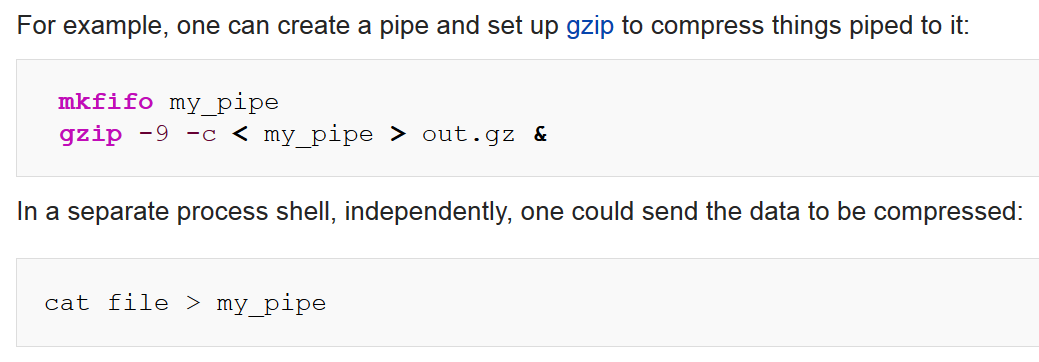 For example, one can create a pipe and set up gzip to compress things piped to it:
mkfifo my_pipe
gzip -9 -c < my_pipe > out.gz &
In a separate process shell, independently, one could send the data to be compressed:
cat file > my_pipe